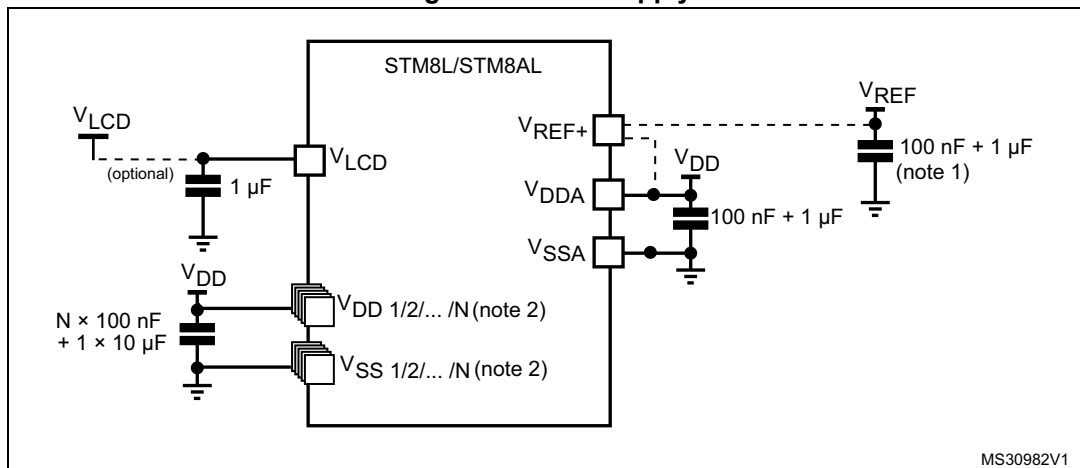 STM8L/STM8AL
VLCD
(optional)
1 µF
VLCD
VREF+
VREF
100 nF + 1 µF
(note 1)
VDD
VDDA
100 nF + 1 µF
VSSA
VDD
N × 100 nF
+ 1 × 10 µF
VDD 1/2/... /N (note 2)
VSS 1/2/... /N (note 2)
MS30982V1